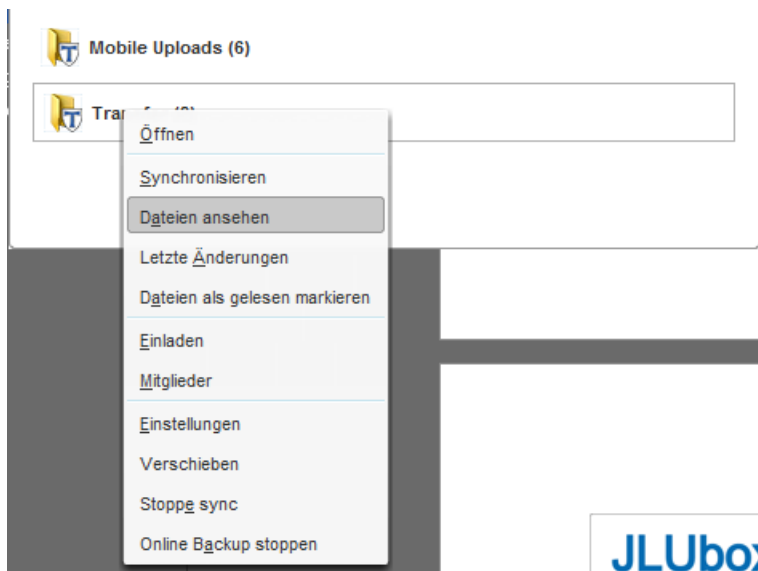 Mobile Uploads (6)
Öffnen
Synchronisieren
Dateien ansehen
Letzte Änderungen
Dateien als gelesen markieren
Einladen
Mitglieder
Einstellungen
Verschieben
Stoppe sync
Online Backup stoppen
JLUbox